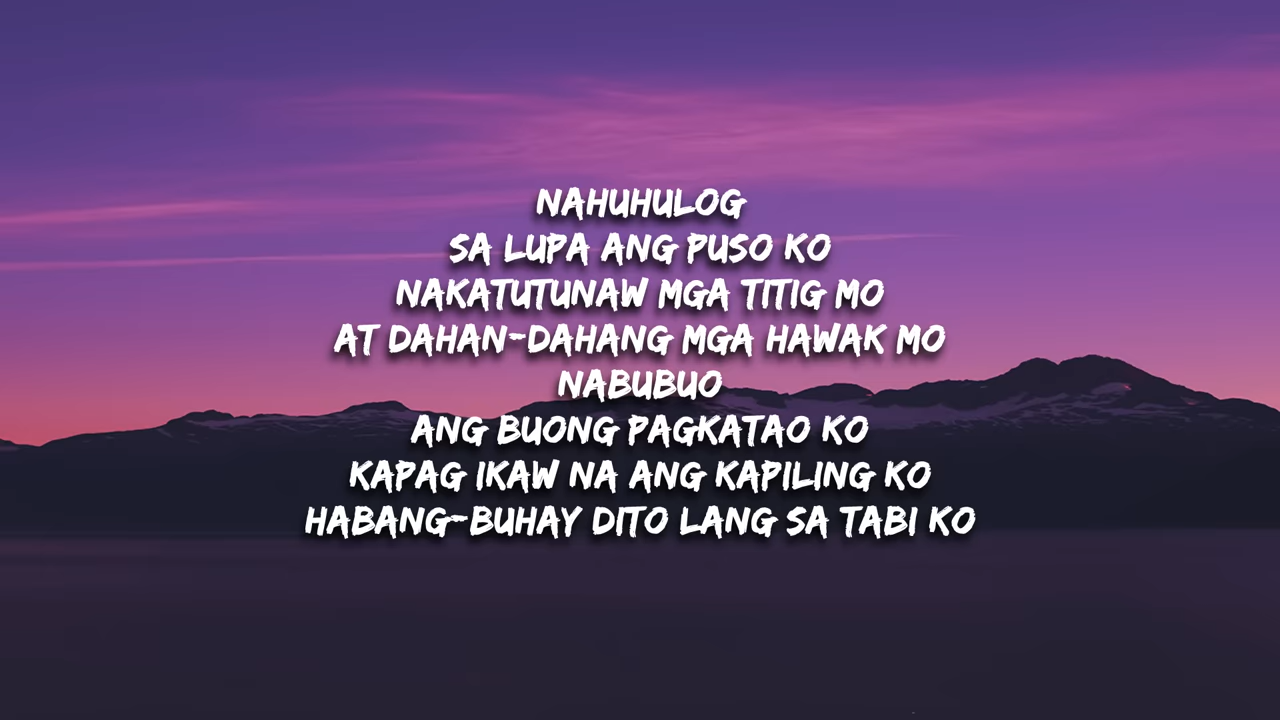 NAHUHULOG
SA LUPA ANG PUSO KO
NAKATUTUNAW MGA TITIG MO
AT DAHAN-DAHANG MGA HAWAK MO
NABUBUO
ANG BUONG PAGKATAO KO
KAPAG IKAW NA ANG KAPILING KO
HABANG-BUHAY DITO LANG SA TABI KO